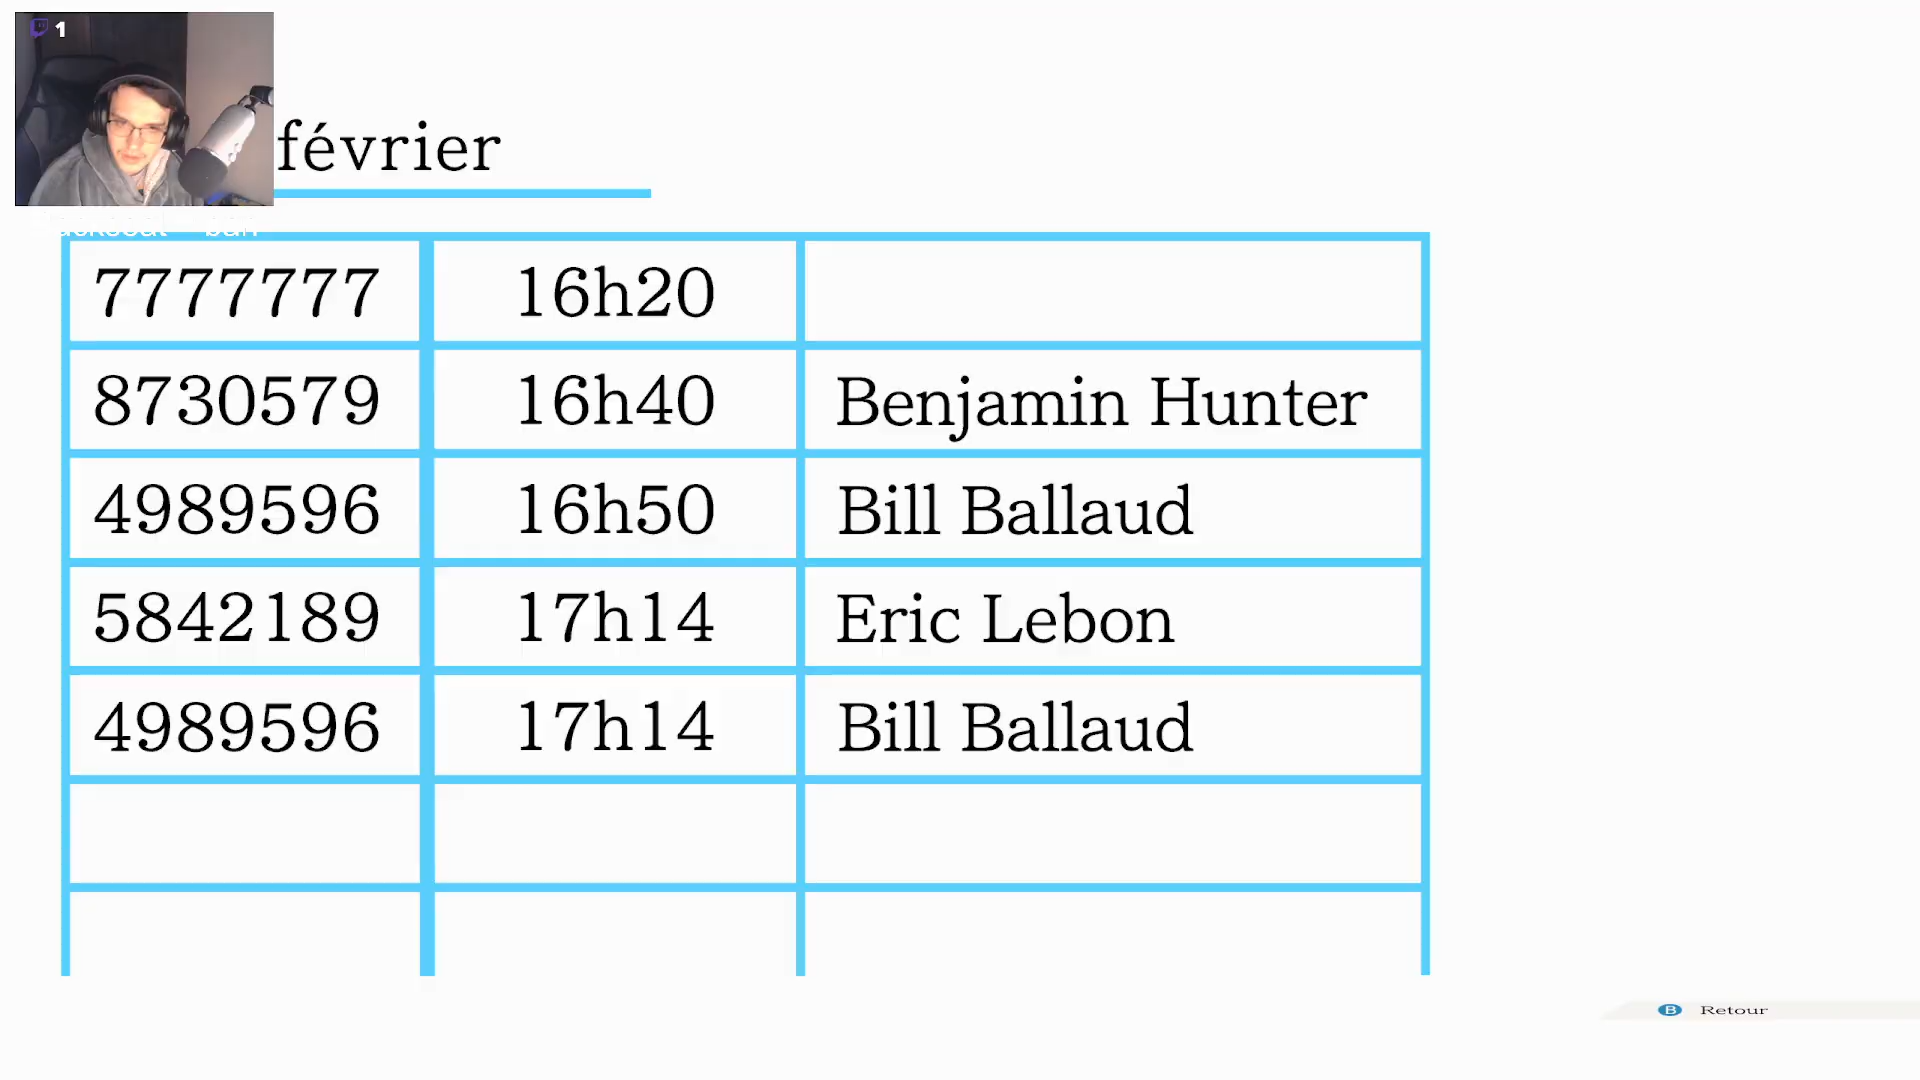 1
février
7777777 16h20
8730579 16h40 Benjamin Hunter
4989596 16h50 Bill Ballaud
5842189 17h14 Eric Lebon
4989596 17h14 Bill Ballaud
B Retour